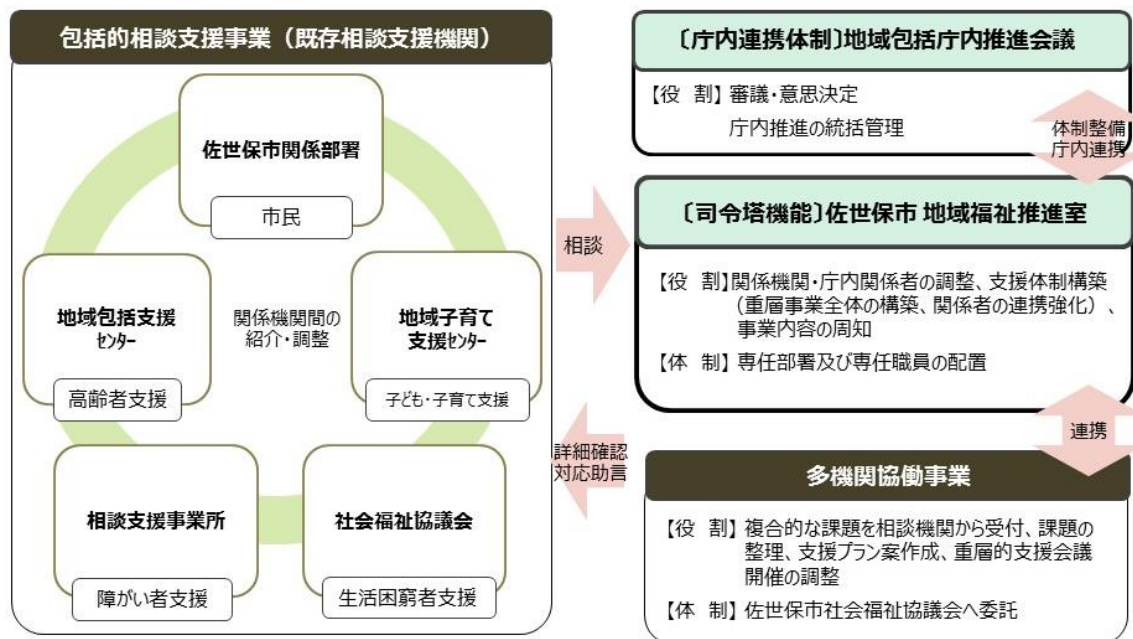 包括的相談支援事業（既存相談支援機関）
佐世保市関係部署
市民
地域包括支援
センター
高齢者支援
関係機関間の
紹介・調整
地域子育て
支援センター
子ども・子育て支援
相談支援事業所
障がい者支援
社会福祉協議会
生活困窮者支援
相談
詳細確認
対応助言
〔庁内連携体制〕地域包括庁内推進会議
【役　割】審議・意思決定
庁内推進の統括管理
体制整備
庁内連携
〔司令塔機能〕佐世保市 地域福祉推進室
【役　割】関係機関・庁内関係者の調整、支援体制構築
（重層事業全体の構築、関係者の連携強化）、
事業内容の周知
【体　制】専任部署及び専任職員の配置
連携
多機関協働事業
【役　割】複合的な課題を相談機関から受付、課題の
整理、支援プラン案作成、重層的支援会議
開催の調整
【体　制】佐世保市社会福祉協議会へ委託